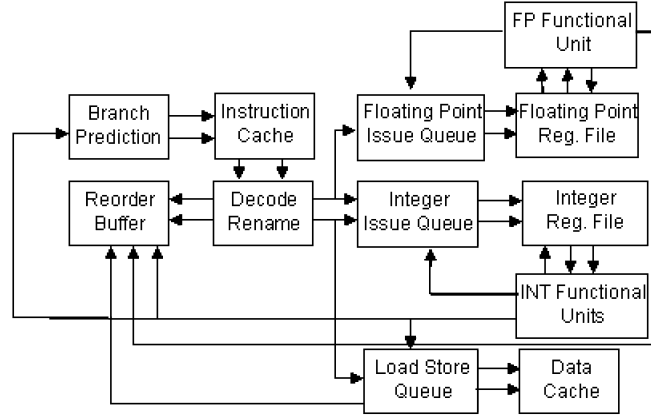 FP Functional
Unit
Branch
Prediction
Instruction
Cache
Floating Point
Issue Queue
Floating Point
Reg. File
Reorder
Buffer
Decode
Rename
Integer
Issue Queue
Integer
Reg. File
INT Functional
Units
Load Store
Queue
Data
Cache